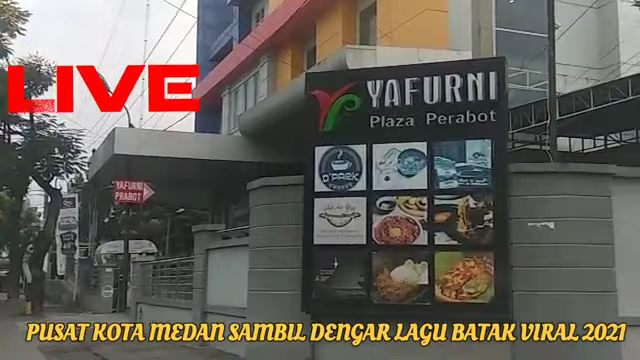 LIVE
YAFURNI
Plaza Perabot
D'PARK
YAFURNI
PRABOT
PUSAT KOTA MEDAN SAMBIL DENGAR LAGU BATAK VIRAL 2021